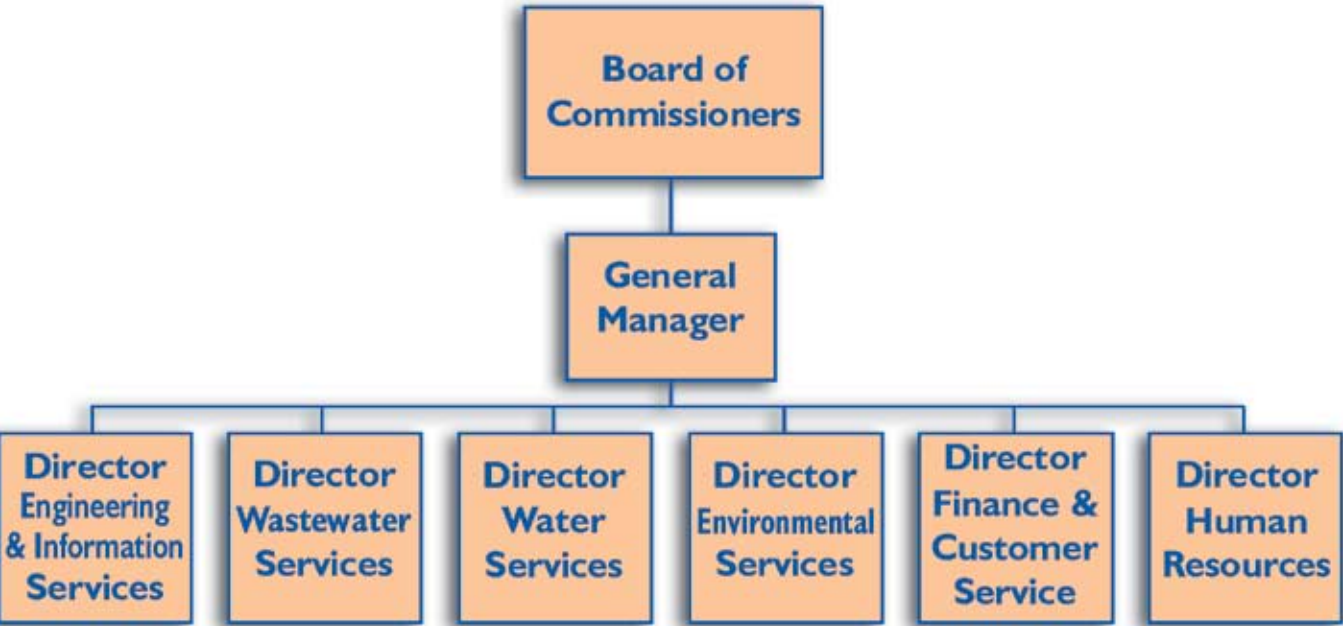 Board of
Commissioners
General
Manager
Director
Engineering
& Information
Services
Director
Wastewater
Services
Director
Water
Services
Director
Environmental
Services
Director
Finance &
Customer
Service
Director
Human
Resources